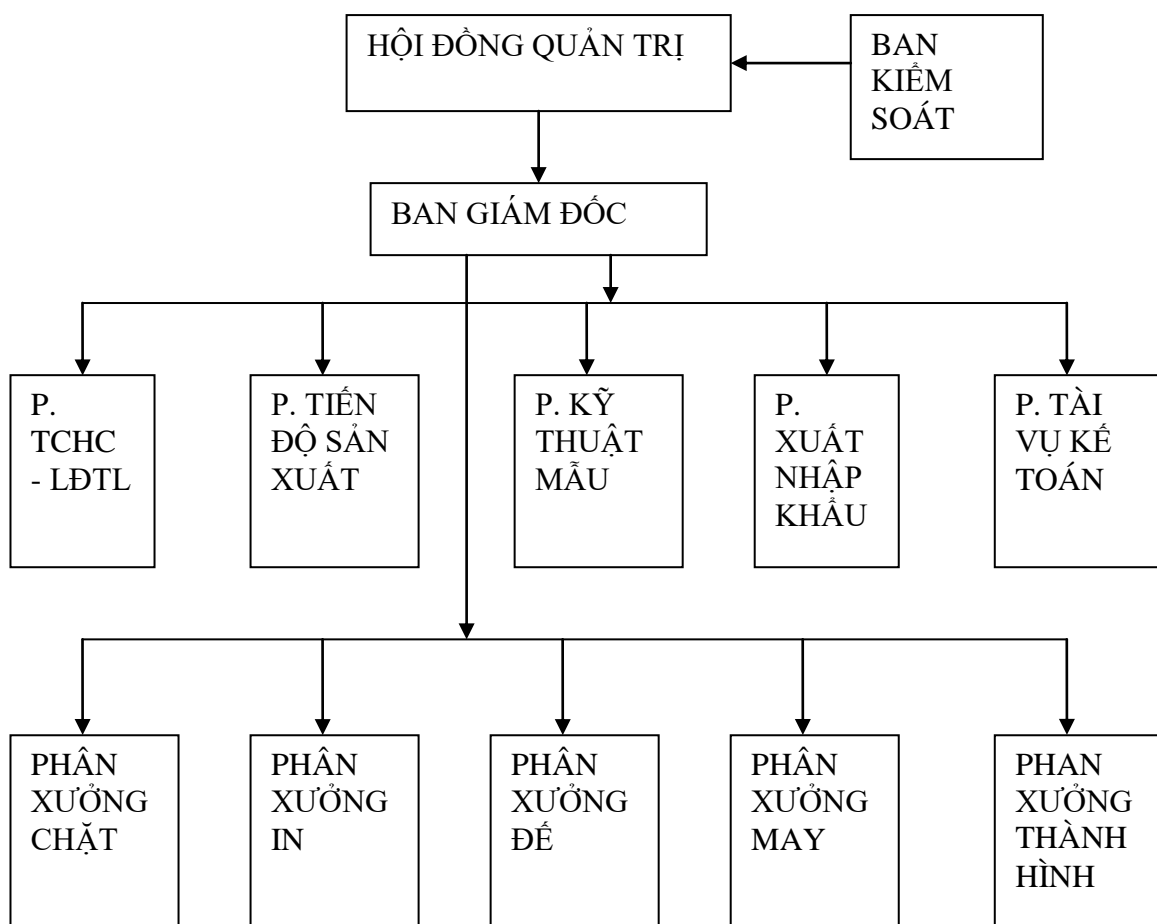 HỘI ĐỒNG QUẢN TRỊ
BAN
KIỂM
SOÁT
BAN GIÁM ĐỐC
P.
TCHC
- LĐTL
P. TIẾN
ĐỘ SẢN
XUẤT
P. KỸ
THUẬT
MẪU
P.
XUẤT
NHẬP
KHẨU
P. TÀI
VỤ KẾ
TOÁN
PHÂN
XƯỞNG
CHẶT
PHÂN
XƯỞNG
IN
PHÂN
XƯỞNG
ĐẾ
PHÂN
XƯỞNG
MAY
PHAN
XƯỞNG
THÀNH
HÌNH